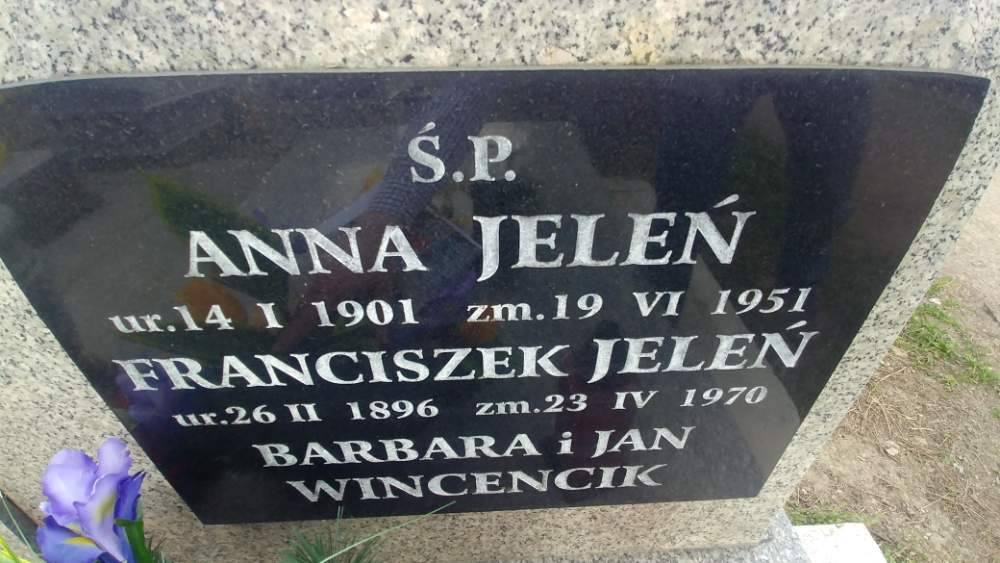 Ś.P.
ANNA JELEŃ
ur.14 I 1901 zm.19 VI 1951
FRANCISZEK JELEŃ
ur.26 II 1896 zm.23 IV 1970
BARBARA i JAN
WINCENCIK